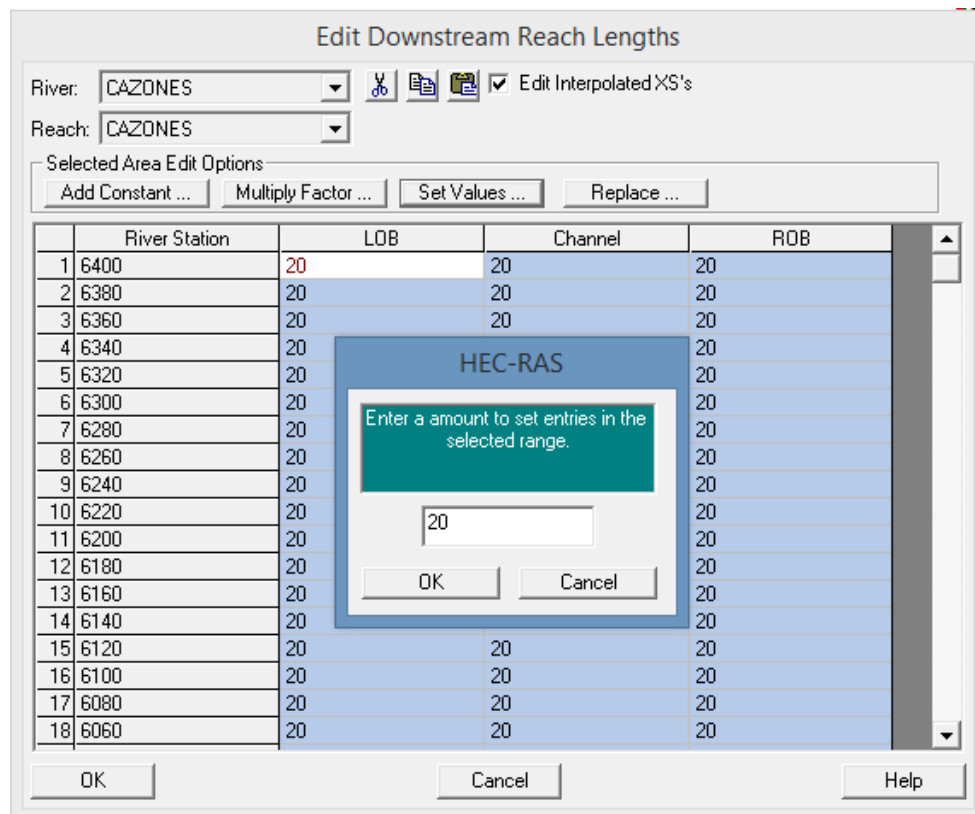 Edit Downstream Reach Lengths
River: CAZONES Edit Interpolated XS's
Reach: CAZONES
Selected Area Edit Options
Add Constant ... Multiply Factor ... Set Values ... Replace ...
River Station LOB Channel ROB
1 6400 20 20 20
2 6380 20 20 20
3 6360 20 20 20
4 6340 20 20
5 6320 20 20
6 6300 20 20
7 6280 20 20
8 6260 20 20
9 6240 20 20
10 6220 20 20
11 6200 20 20
12 6180 20 20
13 6160 20 20
14 6140 20 20
15 6120 20 20 20
16 6100 20 20 20
17 6080 20 20 20
18 6060 20 20 20
HEC-RAS
Enter a amount to set entries in the
selected range.
20
OK Cancel
OK Cancel Help